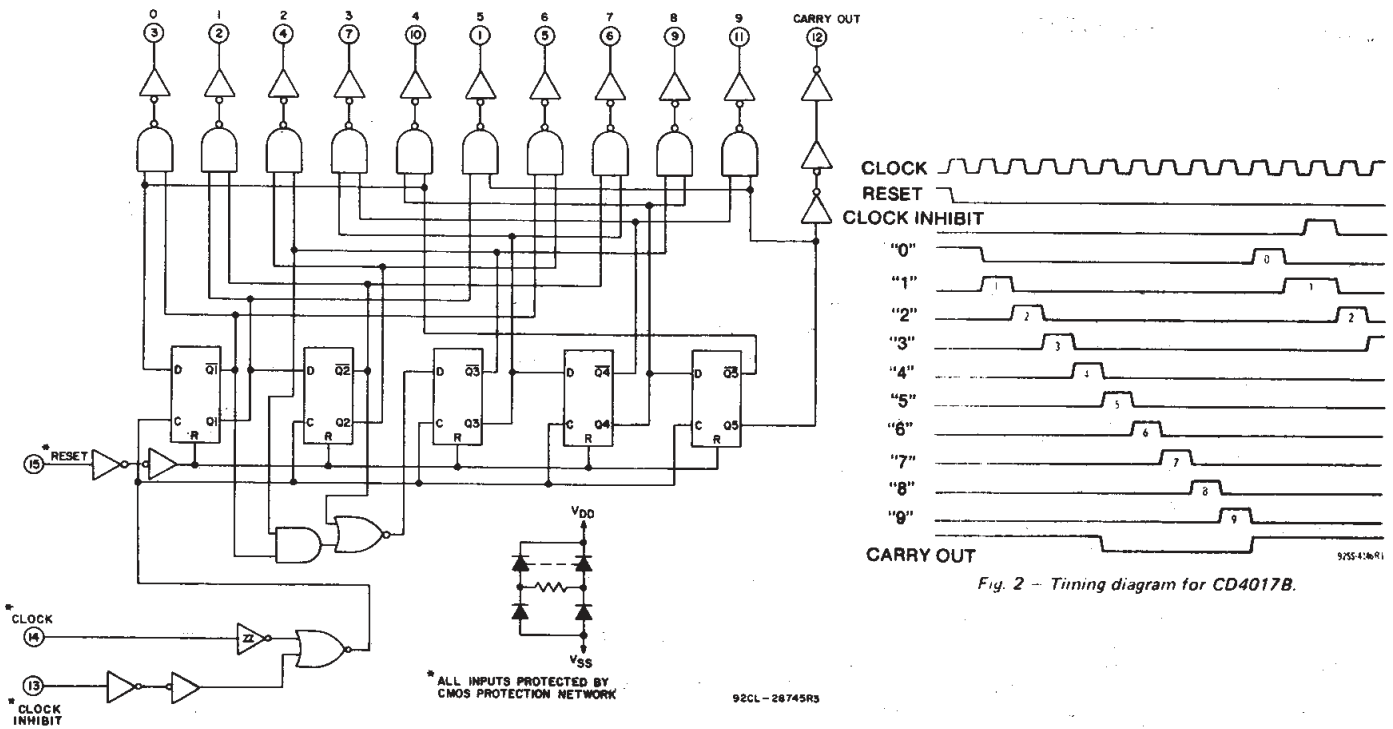 0 1 2 3 4 5 6 7 8 9 CARRY OUT
3 2 4 7 10 1 5 6 9 11 12
D Q1 C Q1 R
D Q2 C Q2 R
D Q3 C Q3 R
D Q4 C Q4 R
D Q5 C Q5 R
15 * RESET
* CLOCK
14
13
* CLOCK
INHIBIT
VDD
VSS
* ALL INPUTS PROTECTED BY
CMOS PROTECTION NETWORK
92CL-28745R3
CLOCK
RESET
CLOCK INHIBIT
"0" 0
"1" 1 1
"2" 2 2
"3" 3
"4" 4
"5" 5
"6" 6
"7" 7
"8" 8
"9" 9
CARRY OUT
Fig. 2 – Timing diagram for CD4017B.